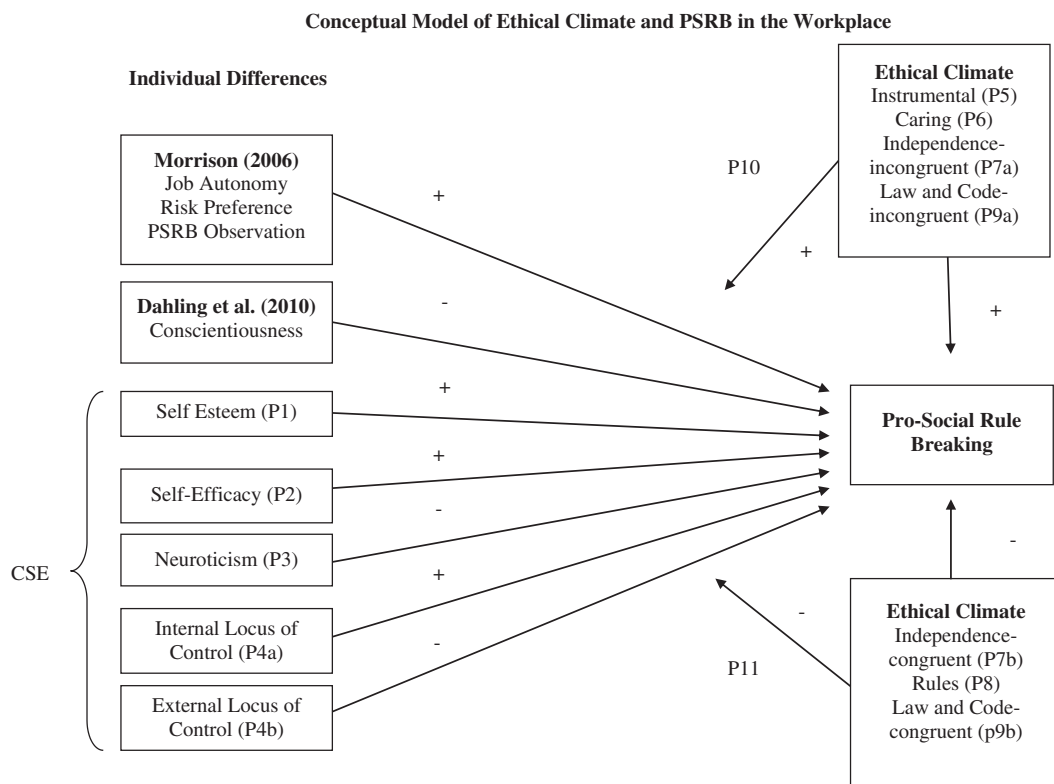 Conceptual Model of Ethical Climate and PSRB in the Workplace
Individual Differences
Morrison (2006)
Job Autonomy
Risk Preference
PSRB Observation
+
Dahling et al. (2010)
Conscientiousness
-
CSE
Self Esteem (P1)
+
Self-Efficacy (P2)
+
Neuroticism (P3)
-
Internal Locus of
Control (P4a)
+
External Locus of
Control (P4b)
-
Ethical Climate
Instrumental (P5)
Caring (P6)
Independence-
incongruent (P7a)
Law and Code-
incongruent (P9a)
P10
+
+
Pro-Social Rule
Breaking
-
-
P11
Ethical Climate
Independence-
congruent (P7b)
Rules (P8)
Law and Code-
congruent (p9b)